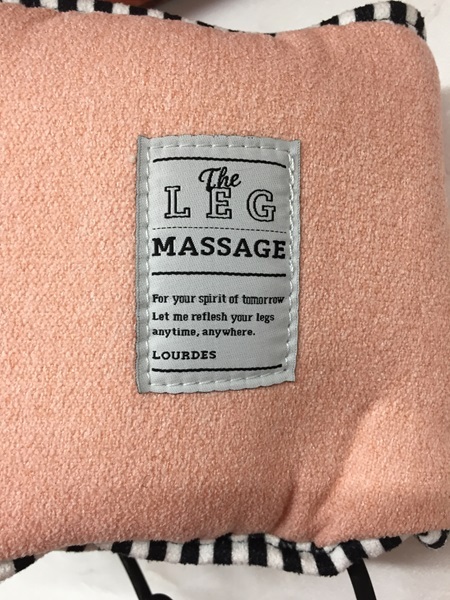 The
LEG
MASSAGE
For your spirit of tomorrow
Let me reflesh your legs
anytime, anywhere.
LOURDES